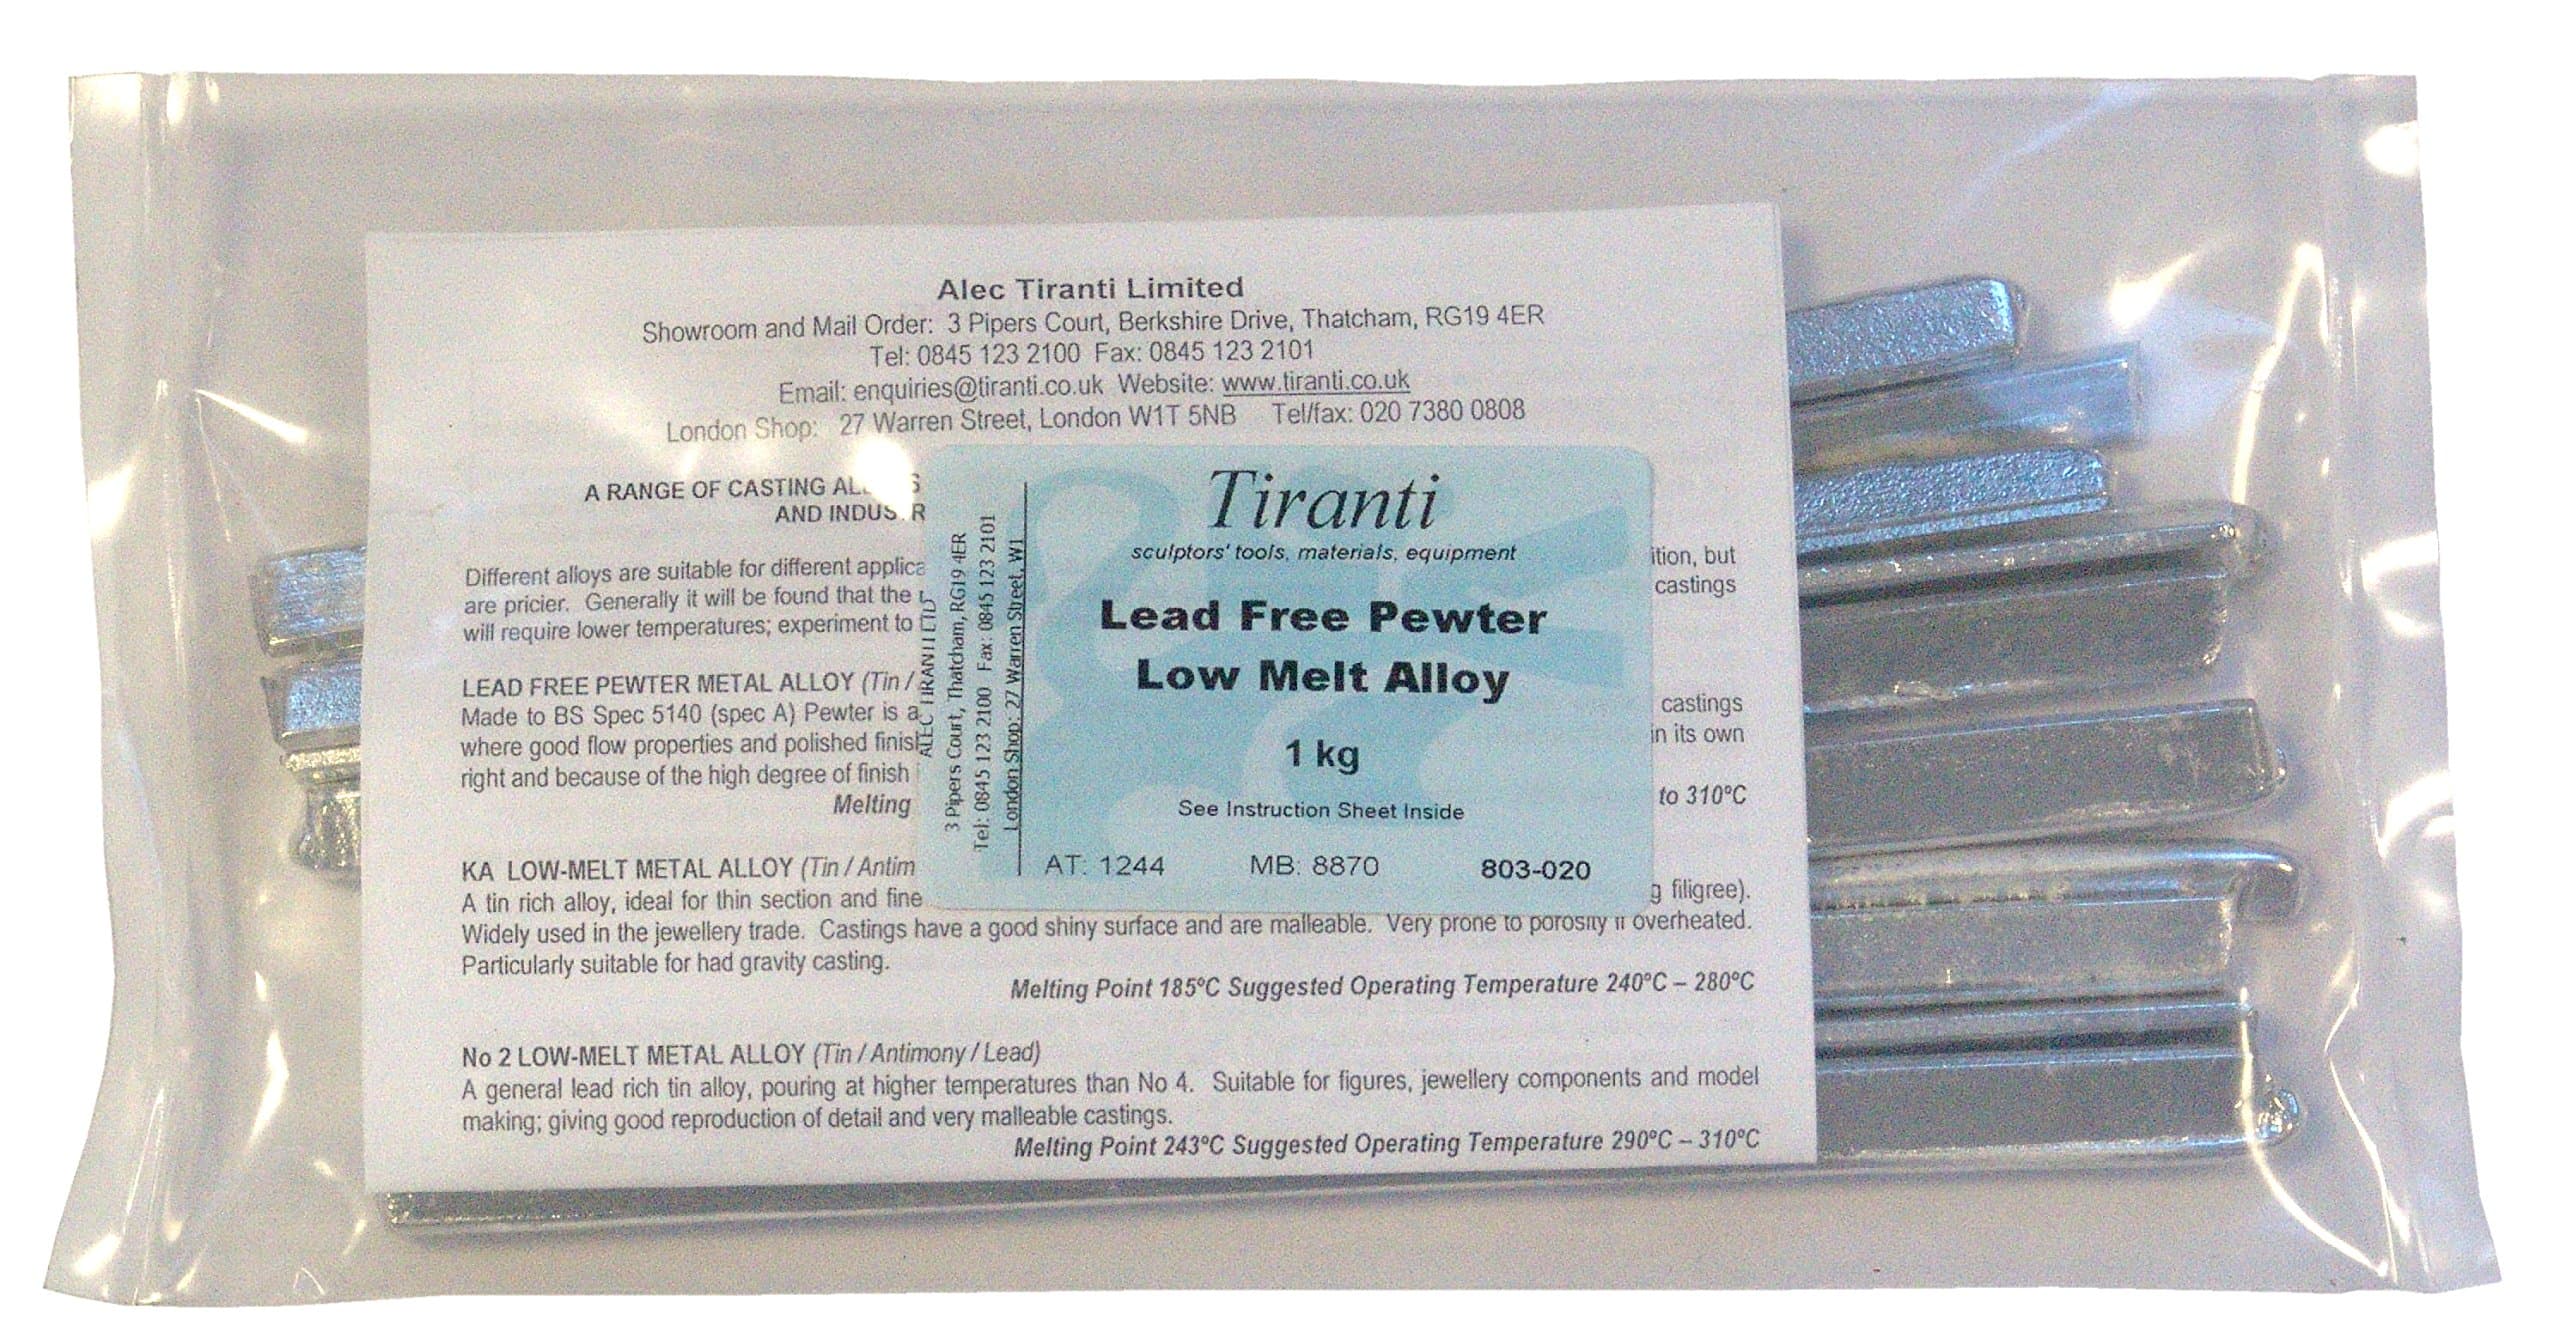 Alec Tiranti Limited
Showroom and Mail Order: 3 Pipers Court, Berkshire Drive, Thatcham, RG19 4ER
Tel: 0845 123 2100 Fax: 0845 123 2101
Email: enquiries@tiranti.co.uk Website: www.tiranti.co.uk
London Shop: 27 Warren Street, London W1T 5NB Tel/fax: 020 7380 0808
A RANGE OF CASTING
AND
Different alloys are suitable for different ition, but
are pricier. Generally it will be found that the castings
will require lower temperatures; experiment to
LEAD FREE PEWTER METAL ALLOY (Tin /
Made to BS Spec 5140 (spec A) Pewter is a castings
where good flow properties and polished in its own
right and because of the high degree of finish
Melting to 310ºC
KA LOW-MELT METAL ALLOY (Tin / Antim
A tin rich alloy, ideal for thin section and fine g filigree).
Widely used in the jewellery trade. Castings have a good shiny surface and are malleable. Very prone to porosity if overheated.
Particularly suitable for had gravity casting.
Melting Point 185ºC Suggested Operating Temperature 240ºC – 280ºC
No 2 LOW-MELT METAL ALLOY (Tin / Antimony / Lead)
A general lead rich tin alloy, pouring at higher temperatures than No 4. Suitable for figures, jewellery components and model
making; giving good reproduction of detail and very malleable castings.
Melting Point 243ºC Suggested Operating Temperature 290ºC – 310ºC
ALEC TIRANTI LTD
3 Pipers Court, Thatcham, RG19 4ER
Tel: 0845 123 2100 Fax: 0845 123 2101
London Shop: 27 Warren Street, W1
Tiranti
sculptors' tools, materials, equipment
Lead Free Pewter
Low Melt Alloy
1 kg
See Instruction Sheet Inside
AT: 1244 MB: 8870 803-020